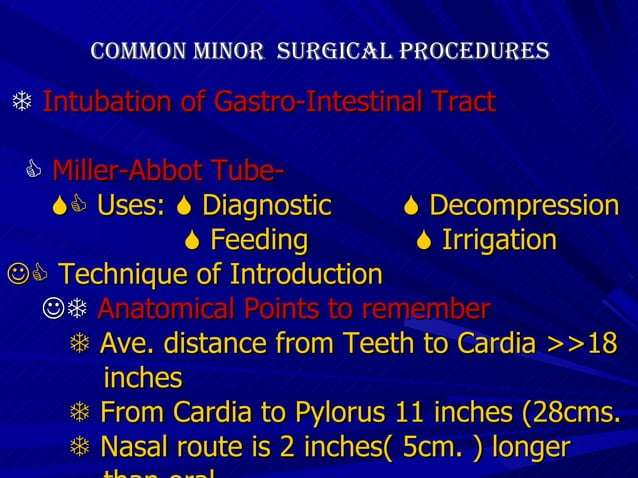 COMMON MINOR SURGICAL PROCEDURES
Intubation of Gastro-Intestinal Tract
Miller-Abbot Tube-
Uses: Diagnostic Decompression
Feeding Irrigation
Technique of Introduction
Anatomical Points to remember
Ave. distance from Teeth to Cardia >>18
inches
From Cardia to Pylorus 11 inches (28cms.
Nasal route is 2 inches( 5cm. ) longer
than oral